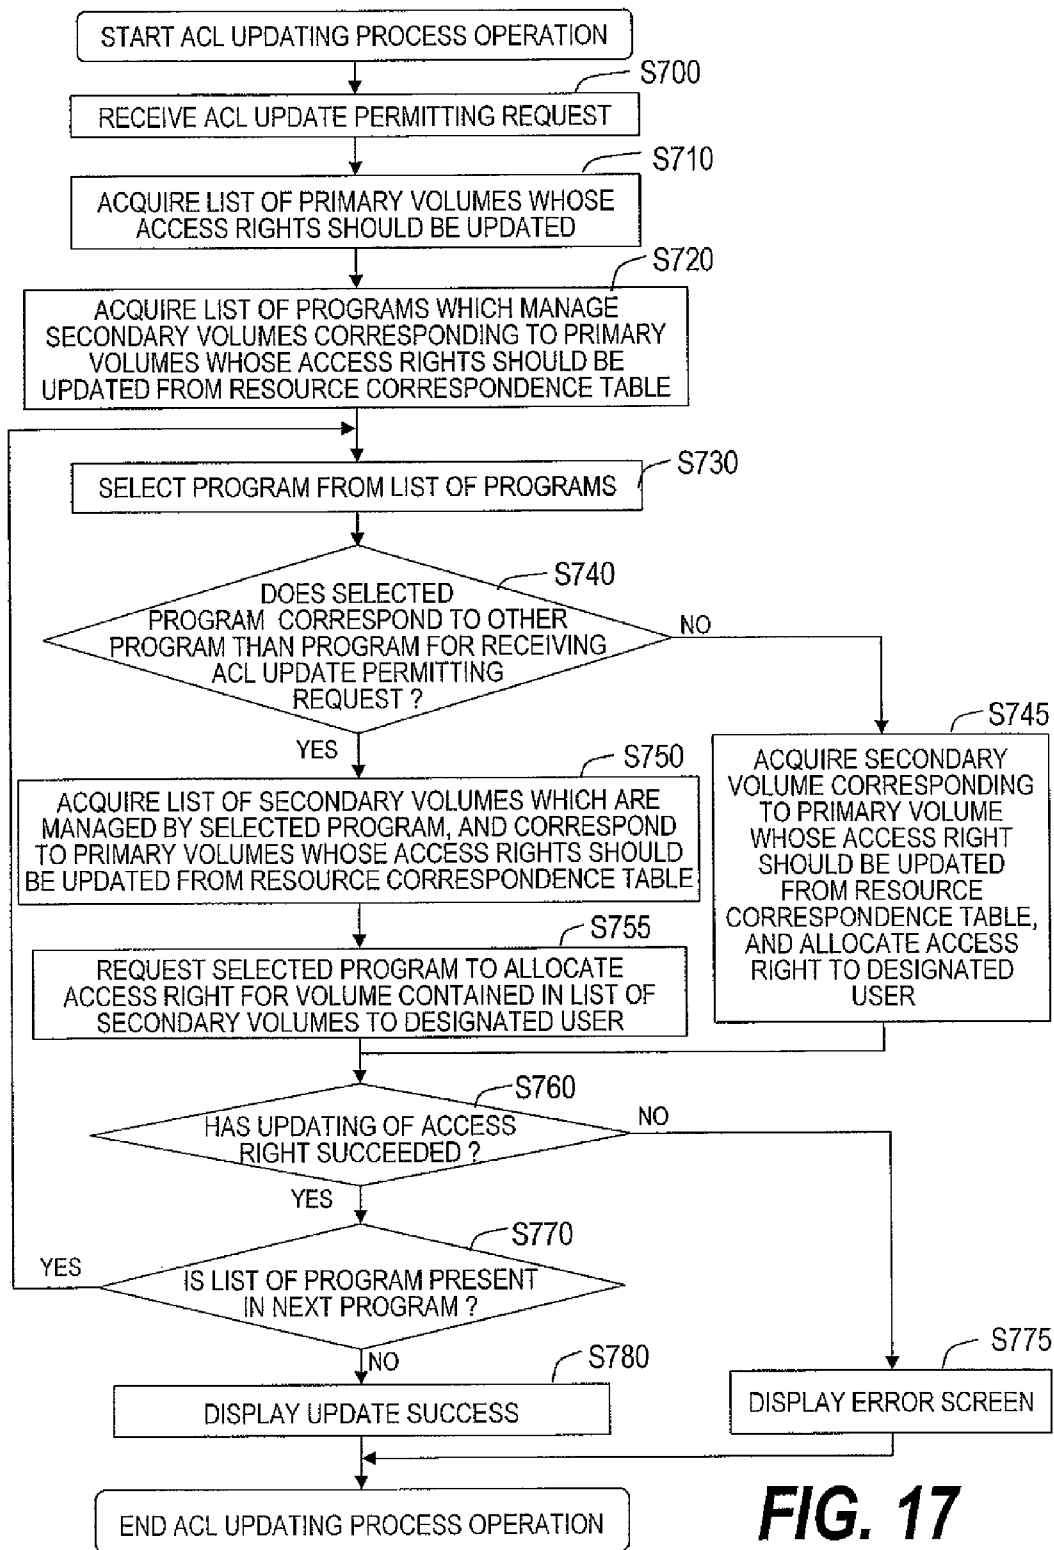 START ACL UPDATING PROCESS OPERATION
S700
RECEIVE ACL UPDATE PERMITTING REQUEST
S710
ACQUIRE LIST OF PRIMARY VOLUMES WHOSE
ACCESS RIGHTS SHOULD BE UPDATED
S720
ACQUIRE LIST OF PROGRAMS WHICH MANAGE
SECONDARY VOLUMES CORRESPONDING TO PRIMARY
VOLUMES WHOSE ACCESS RIGHTS SHOULD BE
UPDATED FROM RESOURCE CORRESPONDENCE TABLE
S730
SELECT PROGRAM FROM LIST OF PROGRAMS
S740
DOES SELECTED
PROGRAM CORRESPOND TO OTHER
PROGRAM THAN PROGRAM FOR RECEIVING
ACL UPDATE PERMITTING
REQUEST ?
NO
YES
S745
ACQUIRE SECONDARY
VOLUME CORRESPONDING
TO PRIMARY VOLUME
WHOSE ACCESS RIGHT
SHOULD BE UPDATED
FROM RESOURCE
CORRESPONDENCE TABLE,
AND ALLOCATE ACCESS
RIGHT TO DESIGNATED
USER
S750
ACQUIRE LIST OF SECONDARY VOLUMES WHICH ARE
MANAGED BY SELECTED PROGRAM, AND CORRESPOND
TO PRIMARY VOLUMES WHOSE ACCESS RIGHTS SHOULD
BE UPDATED FROM RESOURCE CORRESPONDENCE TABLE
S755
REQUEST SELECTED PROGRAM TO ALLOCATE
ACCESS RIGHT FOR VOLUME CONTAINED IN LIST OF
SECONDARY VOLUMES TO DESIGNATED USER
S760
HAS UPDATING OF ACCESS
RIGHT SUCCEEDED ?
NO
YES
S770
YES
IS LIST OF PROGRAM PRESENT
IN NEXT PROGRAM ?
NO
S775
DISPLAY ERROR SCREEN
S780
DISPLAY UPDATE SUCCESS
END ACL UPDATING PROCESS OPERATION
FIG. 17